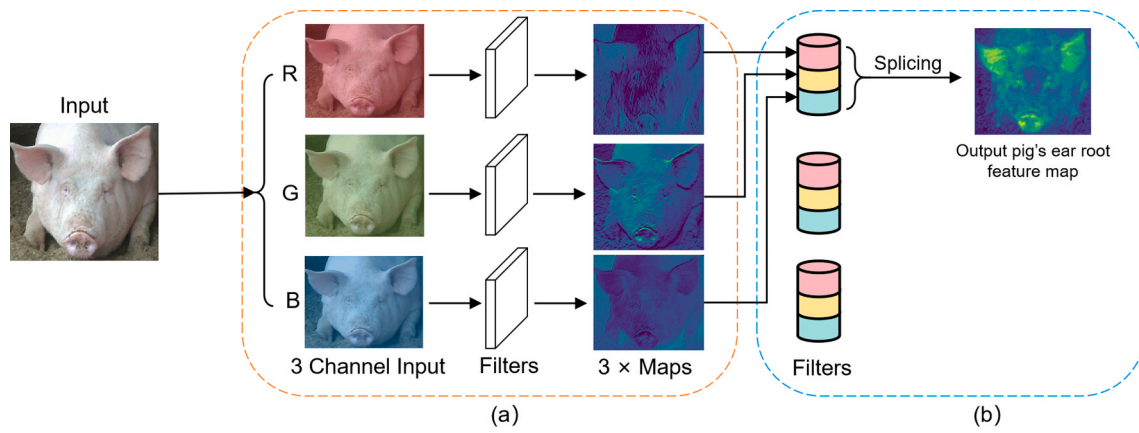 Input
R
G
B
3 Channel Input
Filters
3 × Maps
(a)
Splicing
Output pig's ear root
feature map
Filters
(b)